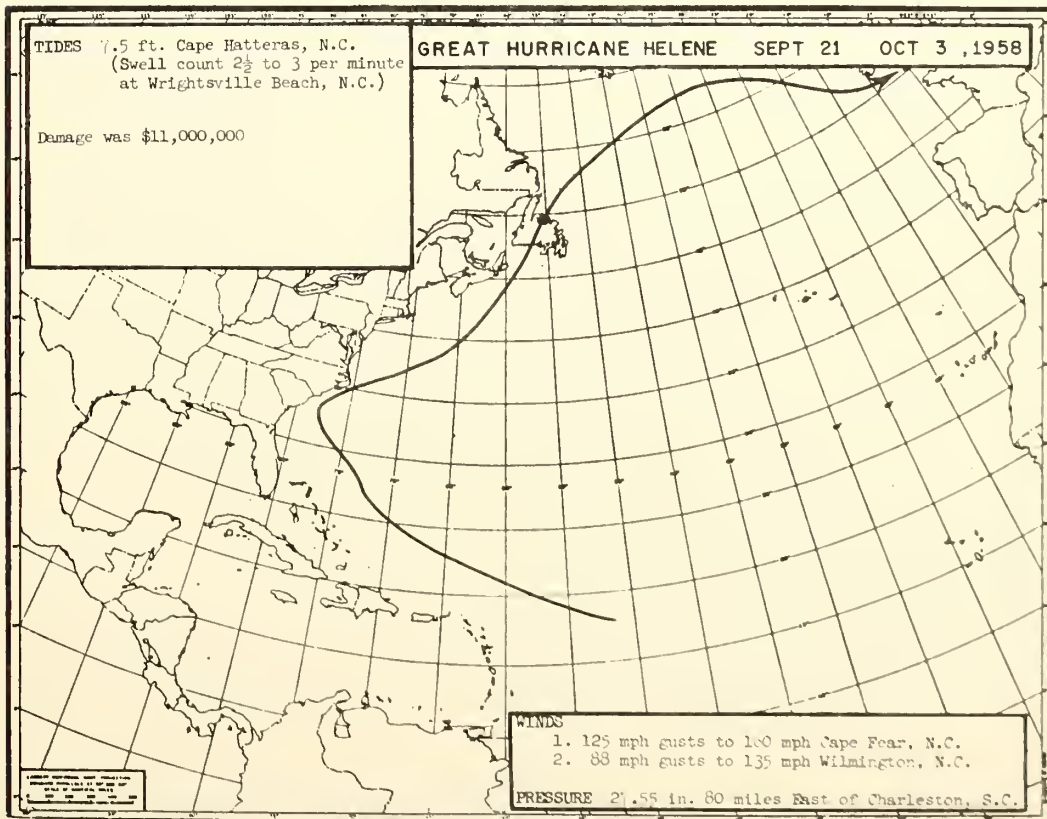 TIDES 7.5 ft. Cape Hatteras, N.C.
(Swell count 2½ to 3 per minute
at Wrightsville Beach, N.C.)
Damage was $11,000,000
GREAT HURRICANE HELENE SEPT 21 OCT 3 ,1958
WINDS
1. 125 mph gusts to mph Cape Fear, N.C.
2. 88 mph gusts to 135 mph Wilmington, N.C.
PRESSURE in. 80 miles East of Charleston, S.C.